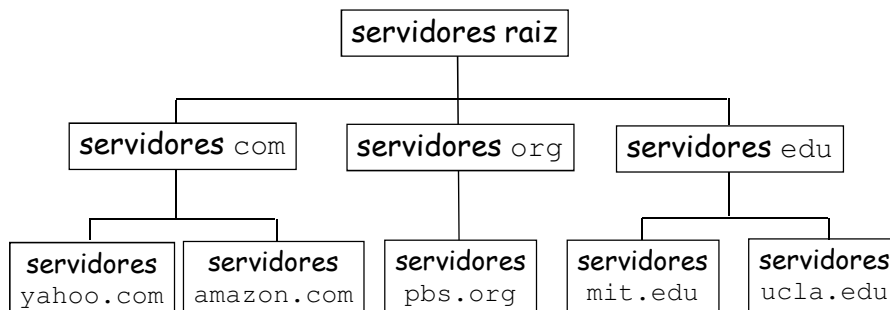 servidores raiz
servidores com
servidores org
servidores edu
servidores
yahoo.com
servidores
amazon.com
servidores
pbs.org
servidores
mit.edu
servidores
ucla.edu